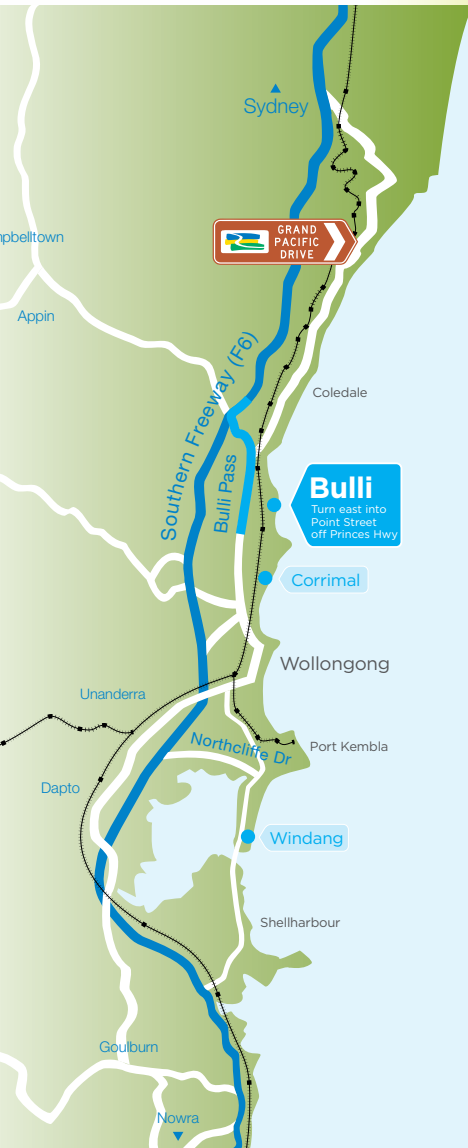 Sydney
GRAND
PACIFIC
DRIVE
mpbelltown
Appin
Southern Freeway (F6)
Coledale
Bulli Pass
Bulli
Turn east into
Point Street
off Princes Hwy
Corrimal
Wollongong
Unanderra
Northcliffe Dr
Port Kembla
Dapto
Windang
Shellharbour
Goulburn
Nowra